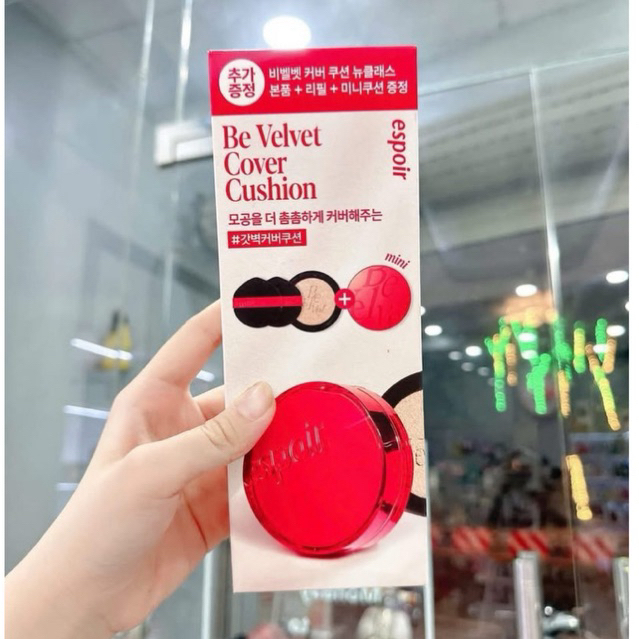 추가
증정
비벨벳 커버 쿠션 뉴클래스
본품 + 리필 + 미니쿠션 증정
espoir
Be Velvet
Cover
Cushion
모공을 더 촘촘하게 커버해주는
#갓벽커버쿠션
mini
+
espoir